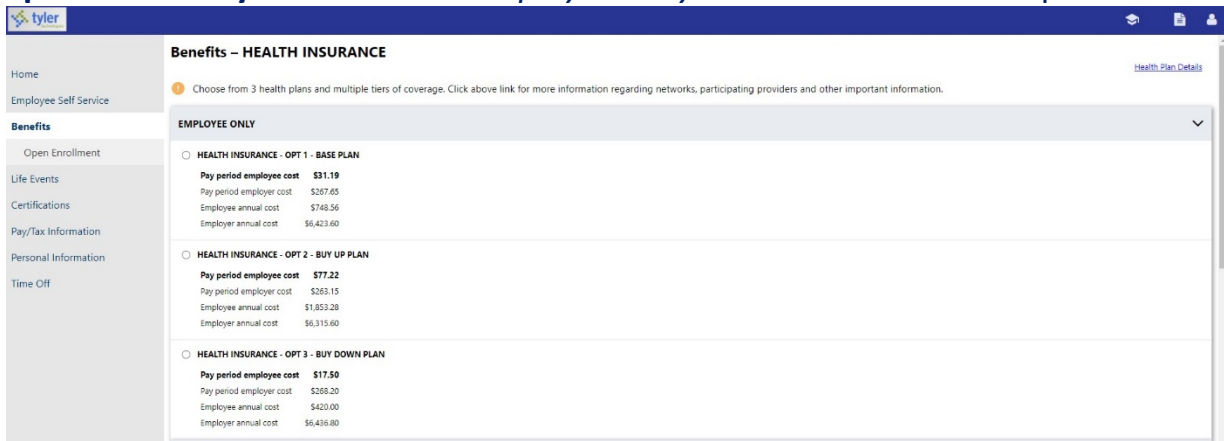 tyler
Benefits – HEALTH INSURANCE
Health Plan Details
Home
Employee Self Service
Benefits
Open Enrollment
Life Events
Certifications
Pay/Tax Information
Personal Information
Time Off
Choose from 3 health plans and multiple tiers of coverage. Click above link for more information regarding networks, participating providers and other important information.
EMPLOYEE ONLY
HEALTH INSURANCE - OPT 1 - BASE PLAN
Pay period employee cost $31.19
Pay period employer cost $267.65
Employee annual cost $748.56
Employer annual cost $6,423.60
HEALTH INSURANCE - OPT 2 - BUY UP PLAN
Pay period employee cost $77.22
Pay period employer cost $263.15
Employee annual cost $1,853.28
Employer annual cost $6,315.60
HEALTH INSURANCE - OPT 3 - BUY DOWN PLAN
Pay period employee cost $17.50
Pay period employer cost $268.20
Employee annual cost $420.00
Employer annual cost $6,436.80